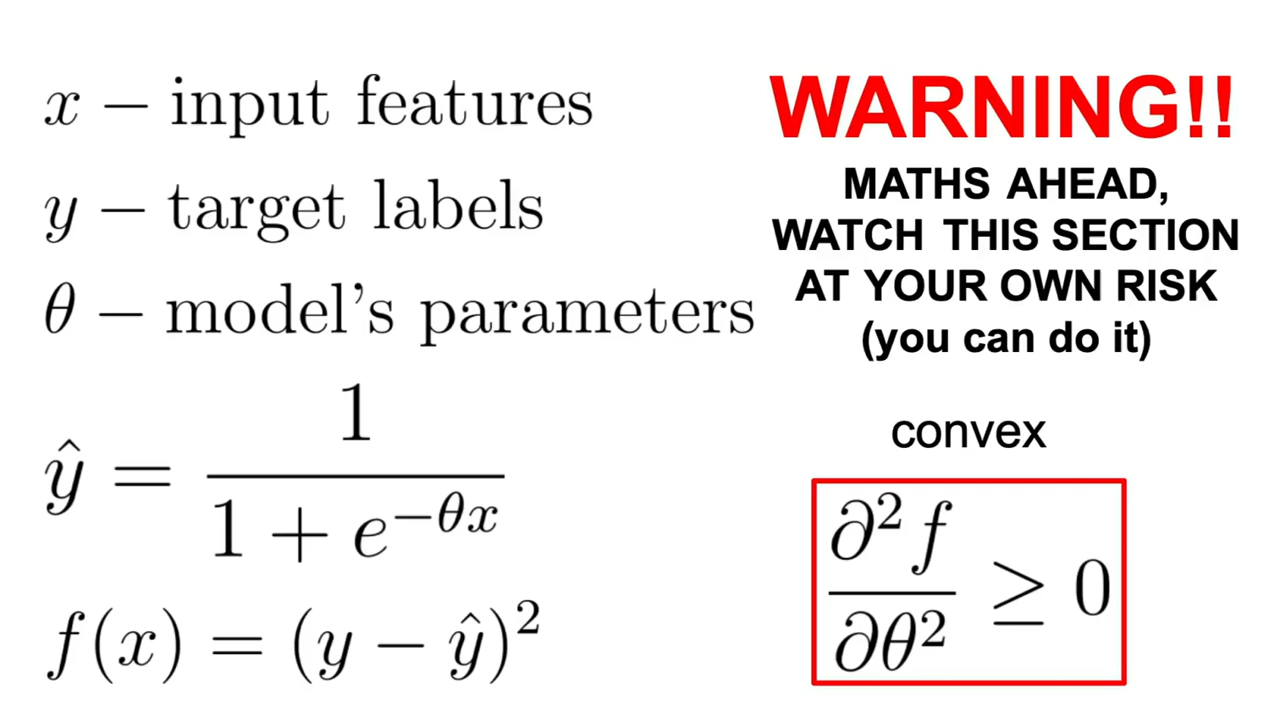 x – input features
y – target labels
θ – model's parameters
ŷ = 1 / (1 + e^{−θx})
f(x) = (y − ŷ)²
WARNING!!
MATHS AHEAD,
WATCH THIS SECTION
AT YOUR OWN RISK
(you can do it)
convex
∂²f / ∂θ² ≥ 0